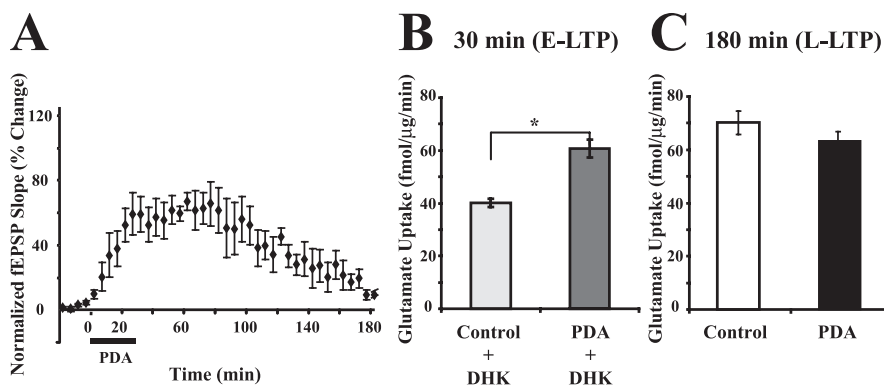 A
Normalized fEPSP Slope (% Change)
120
80
40
0
0 20 60 100 140 180
PDA
Time (min)
B 30 min (E-LTP)
Glutamate Uptake (fmol/µg/min)
80
60
40
20
0
*
Control
+
DHK
PDA
+
DHK
C 180 min (L-LTP)
Glutamate Uptake (fmol/µg/min)
80
60
40
20
0
Control
PDA